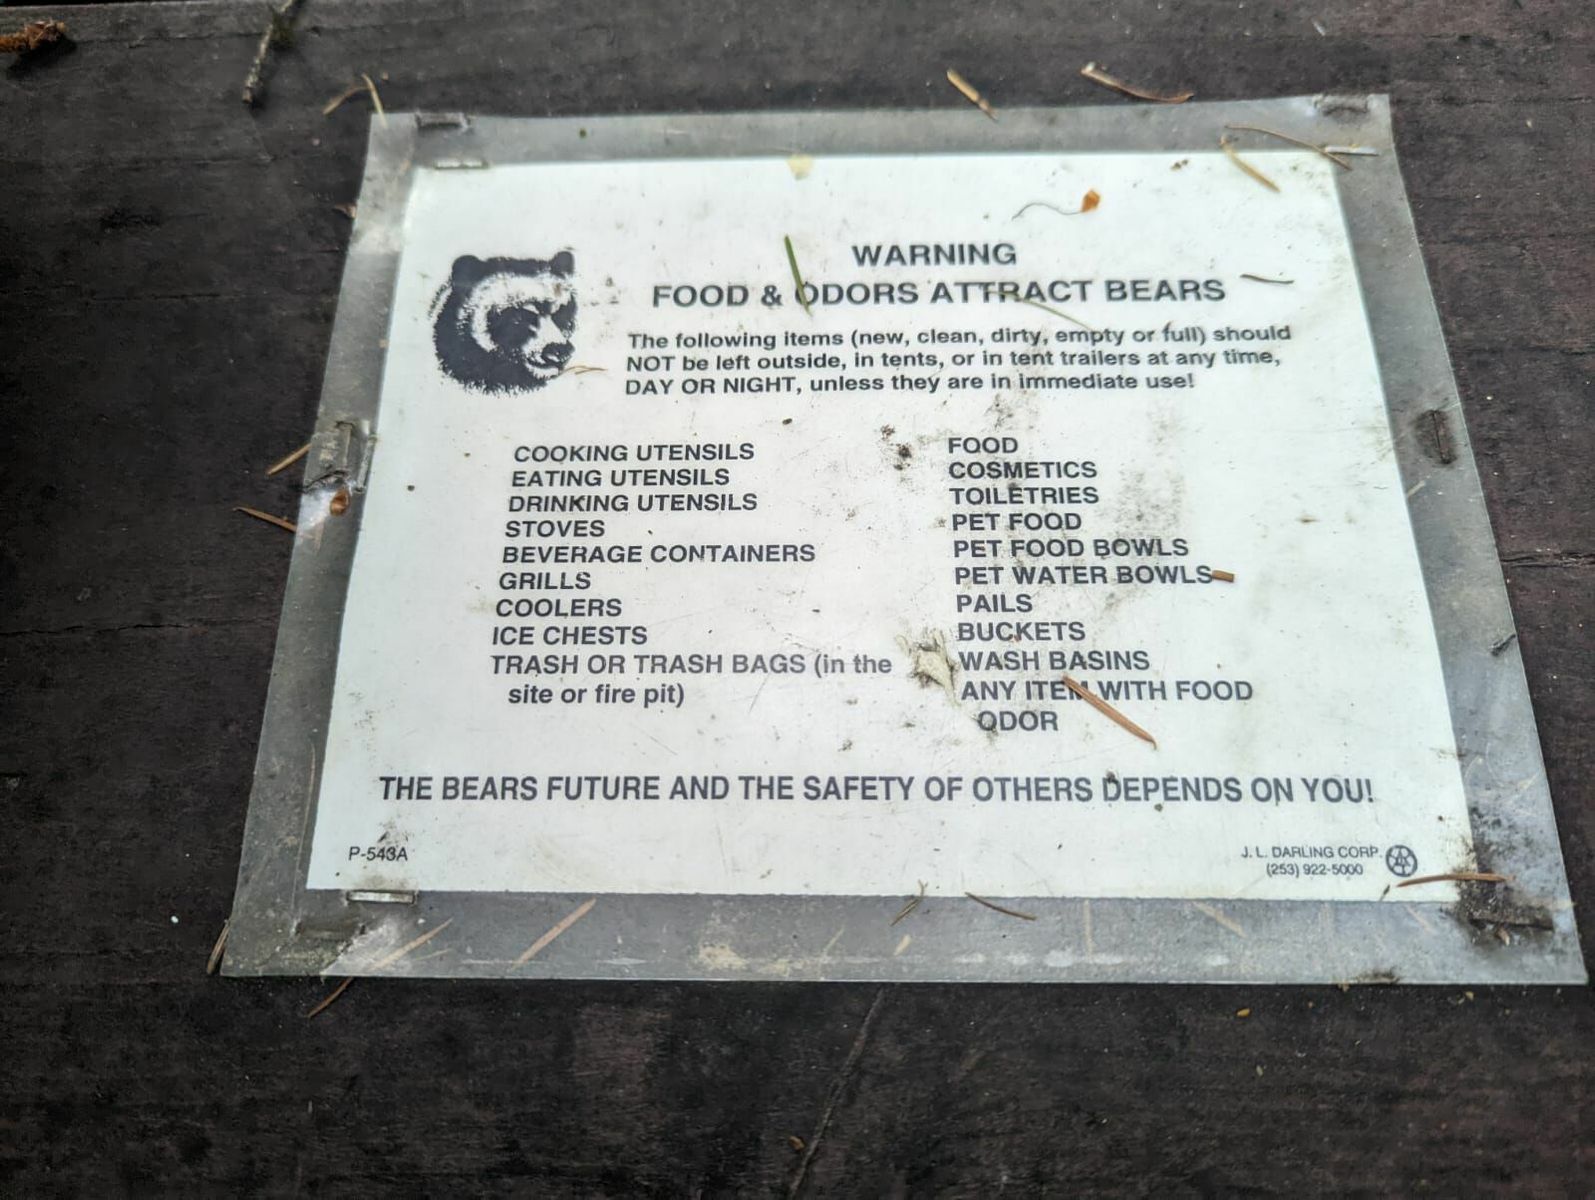 WARNING
FOOD & ODORS ATTRACT BEARS
The following items (new, clean, dirty, empty or full) should
NOT be left outside, in tents, or in tent trailers at any time,
DAY OR NIGHT, unless they are in immediate use!
COOKING UTENSILS
EATING UTENSILS
DRINKING UTENSILS
STOVES
BEVERAGE CONTAINERS
GRILLS
COOLERS
ICE CHESTS
TRASH OR TRASH BAGS (in the
site or fire pit)
FOOD
COSMETICS
TOILETRIES
PET FOOD
PET FOOD BOWLS
PET WATER BOWLS
PAILS
BUCKETS
WASH BASINS
ANY ITEM WITH FOOD
ODOR
THE BEARS FUTURE AND THE SAFETY OF OTHERS DEPENDS ON YOU!
P-543A
J. L. DARLING CORP.
(253) 922-5000